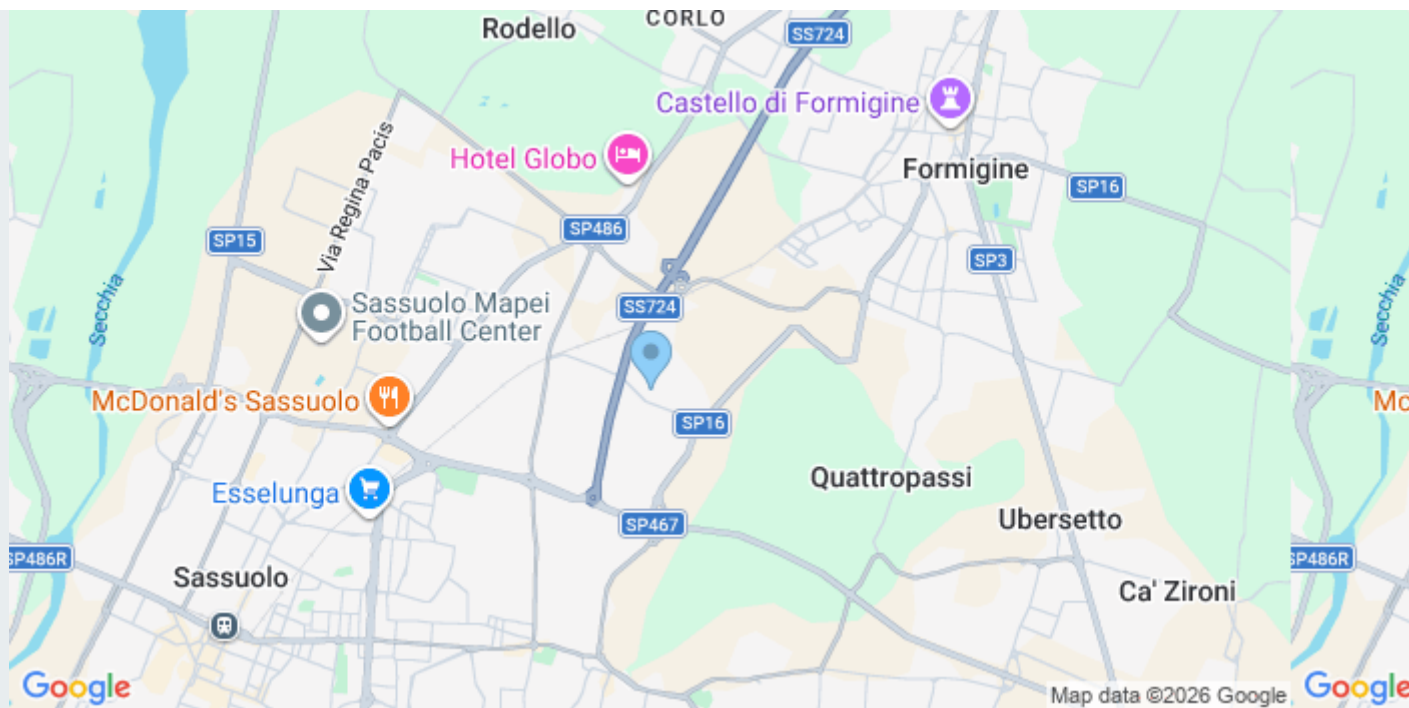 CORLO
Rodello
SS724
Castello di Formigine
Hotel Globo
Formigine
SP16
Via Regina Pacis
SP486
SP15
SP3
Secchia
Secchia
Sassuolo Mapei
Football Center
SS724
McDonald's Sassuolo
Mc
SP16
Quattropassi
Esselunga
Ubersetto
SP467
SP486R
SP486R
Sassuolo
Ca' Zironi
Google
Map data ©2026 Google
Google